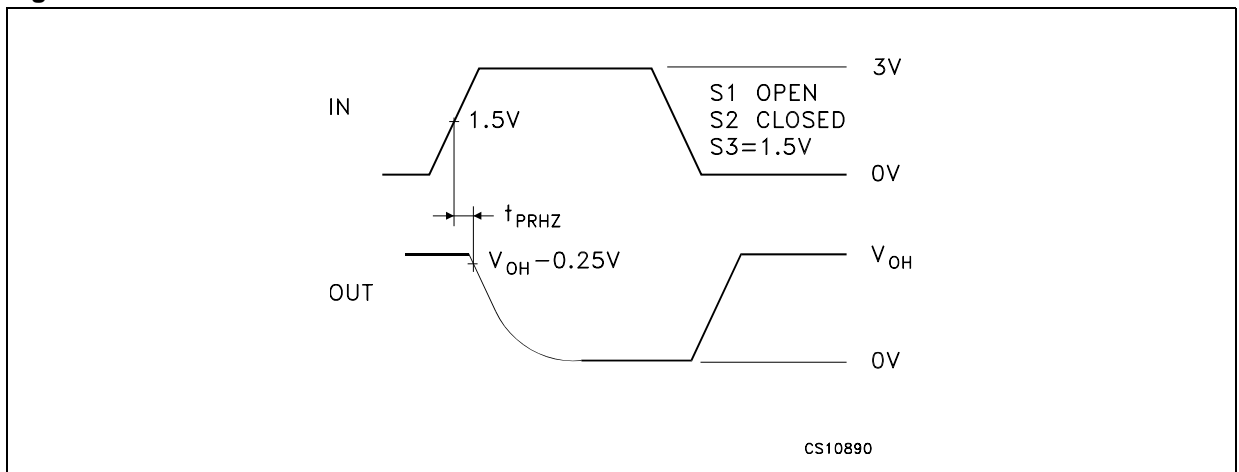 IN
1.5V
3V
S1 OPEN
S2 CLOSED
S3=1.5V
0V
tPRHZ
VOH−0.25V
VOH
OUT
0V
CS10890